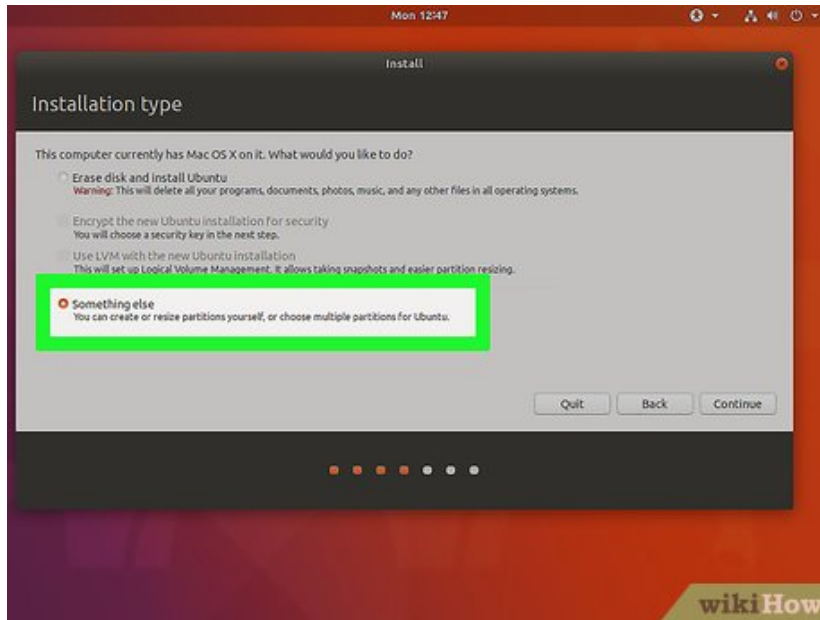 Mon 12:47
Install
Installation type
This computer currently has Mac OS X on it. What would you like to do?
Erase disk and install Ubuntu
Warning: This will delete all your programs, documents, photos, music, and any other files in all operating systems.
Encrypt the new Ubuntu installation for security
You will choose a security key in the next step.
Use LVM with the new Ubuntu installation
This will set up Logical Volume Management. It allows taking snapshots and easier partition resizing.
Something else
You can create or resize partitions yourself, or choose multiple partitions for Ubuntu.
Quit Back Continue
wikiHow